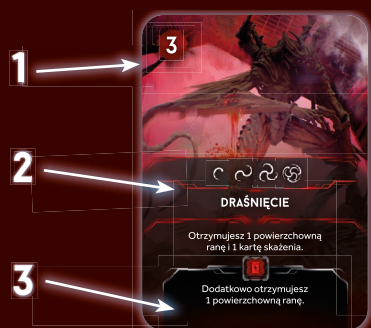 3
1
2
DRAŚNIĘCIE
Otrzymujesz 1 powierzchowną
ranę i 1 kartę skażenia.
3
Dodatkowo otrzymujesz
1 powierzchowną ranę.